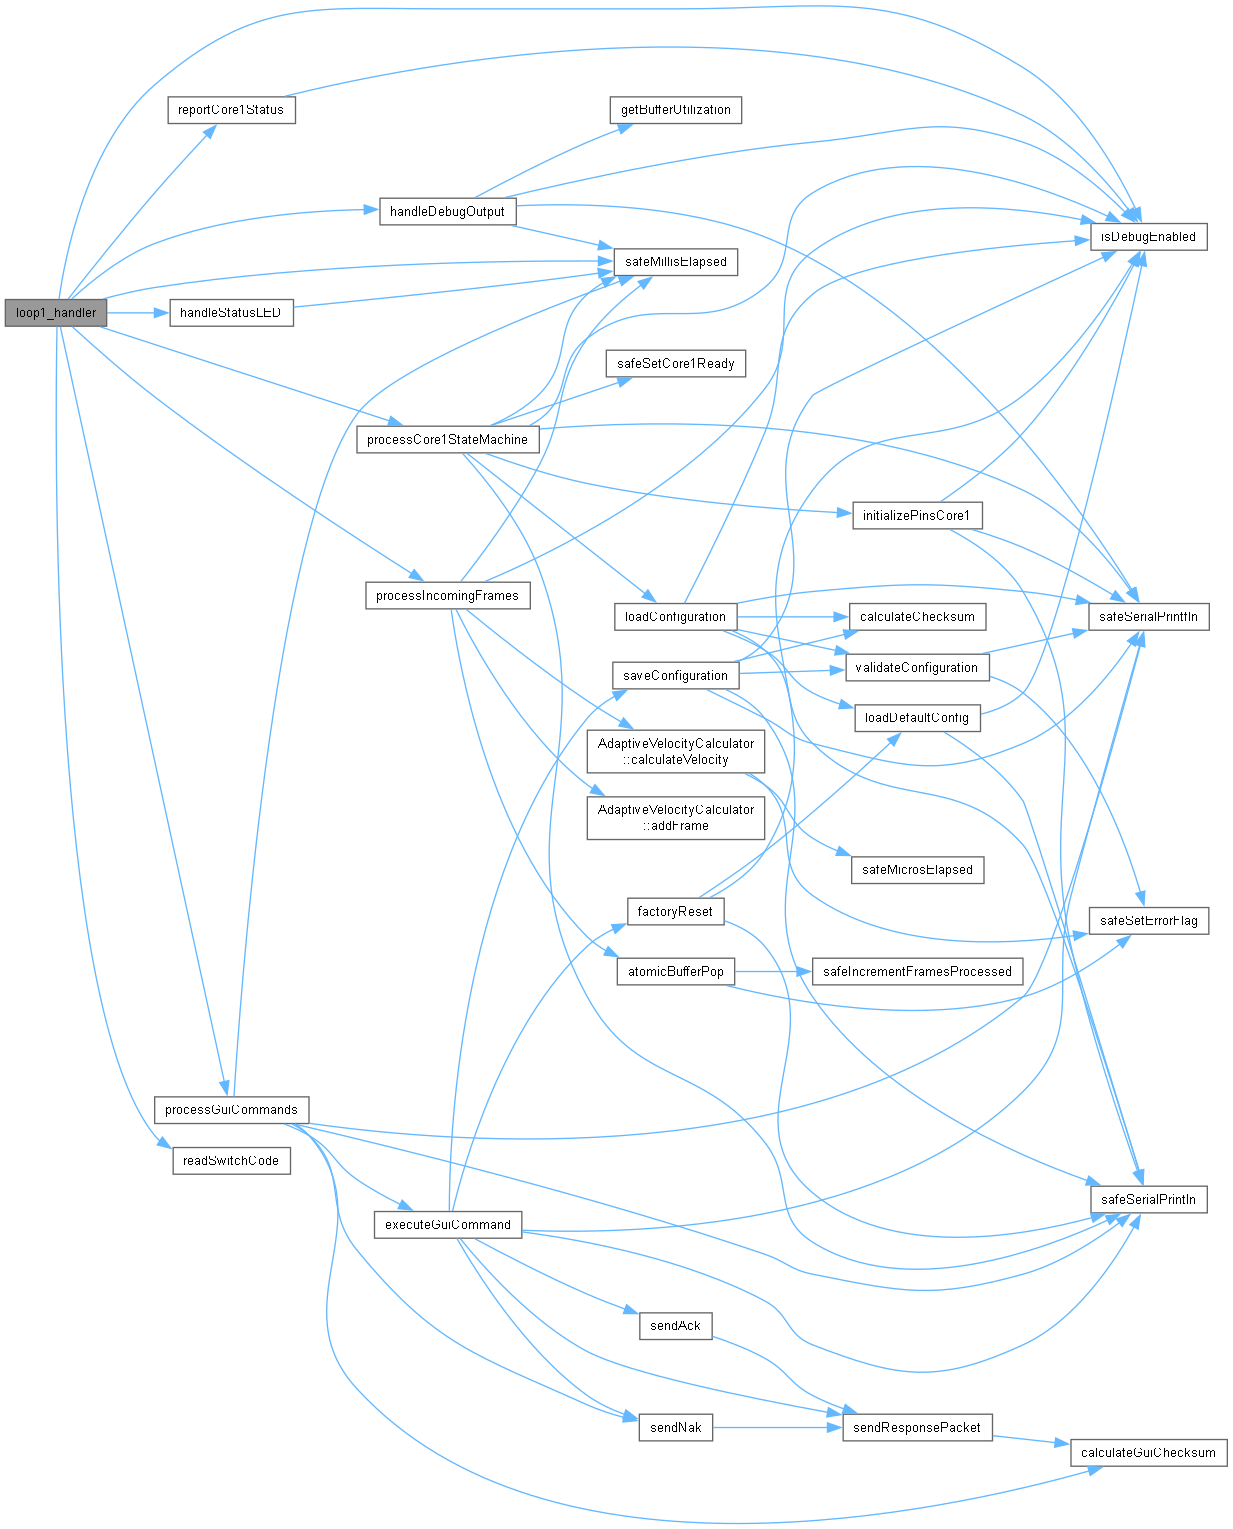 reportCore1Status
getBufferUtilization
handleDebugOutput
isDebugEnabled
safeMillisElapsed
loop1_handler
handleStatusLED
safeSetCore1Ready
processCore1StateMachine
initializePinsCore1
processIncomingFrames
loadConfiguration
calculateChecksum
safeSerialPrintfln
validateConfiguration
saveConfiguration
loadDefaultConfig
AdaptiveVelocityCalculator
::calculateVelocity
AdaptiveVelocityCalculator
::addFrame
safeMicrosElapsed
factoryReset
safeSetErrorFlag
atomicBufferPop
safeIncrementFramesProcessed
processGuiCommands
readSwitchCode
safeSerialPrintln
executeGuiCommand
sendAck
sendNak
sendResponsePacket
calculateGuiChecksum